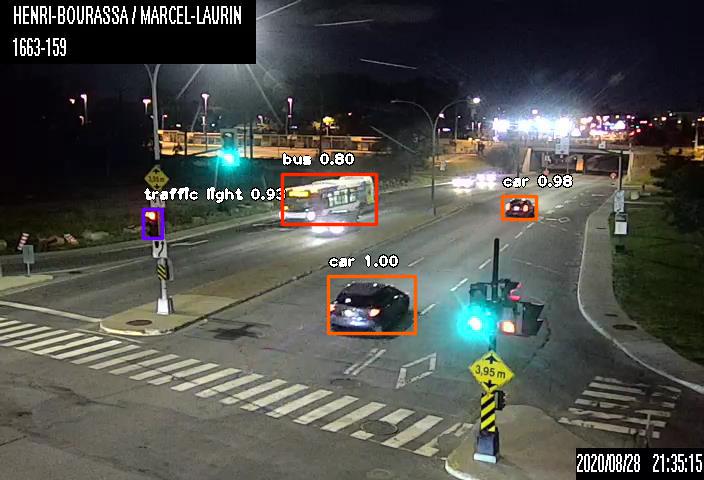 HENRI-BOURASSA / MARCEL-LAURIN
1663-159
bus 0.80
car 0.98
traffic light 0.93
car 1.00
3,95 m
2020/08/28 21:35:15